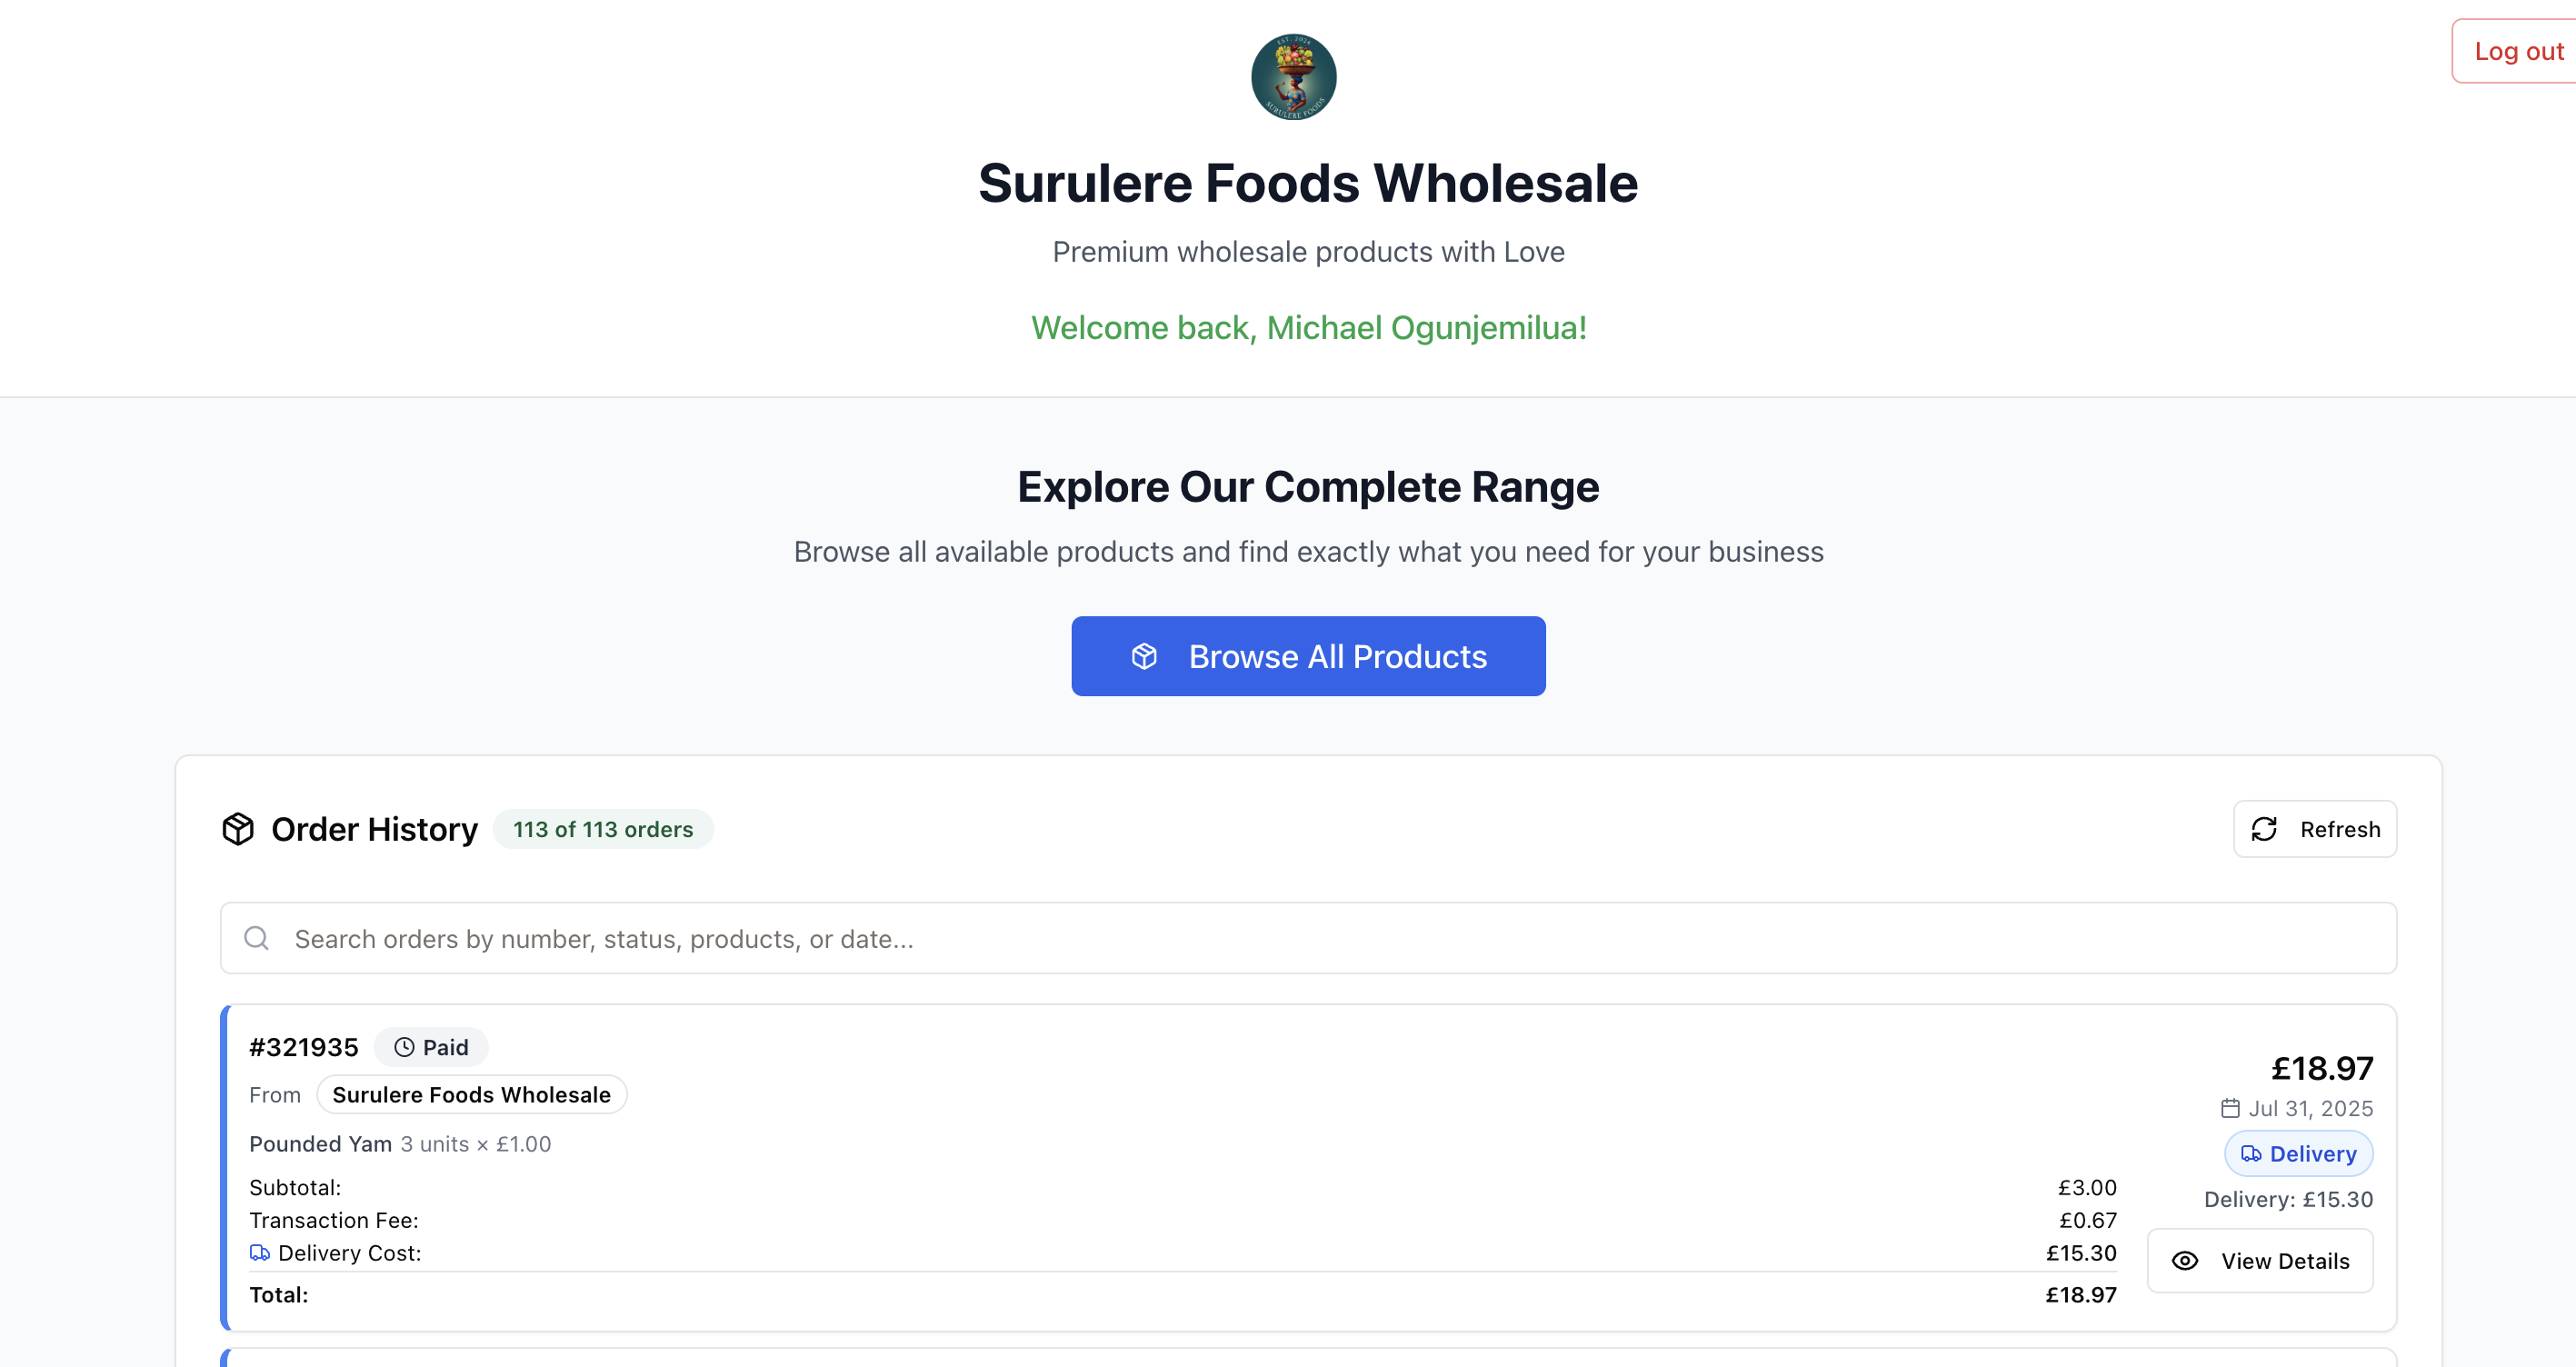 EST. 2024
SURULERE FOODS
Log out
Surulere Foods Wholesale
Premium wholesale products with Love
Welcome back, Michael Ogunjemilua!
Explore Our Complete Range
Browse all available products and find exactly what you need for your business
Browse All Products
Order History 113 of 113 orders
Refresh
Search orders by number, status, products, or date...
#321935 Paid
From Surulere Foods Wholesale
Pounded Yam 3 units × £1.00
Subtotal: £3.00
Transaction Fee: £0.67
Delivery Cost: £15.30
Total: £18.97
£18.97
Jul 31, 2025
Delivery
Delivery: £15.30
View Details